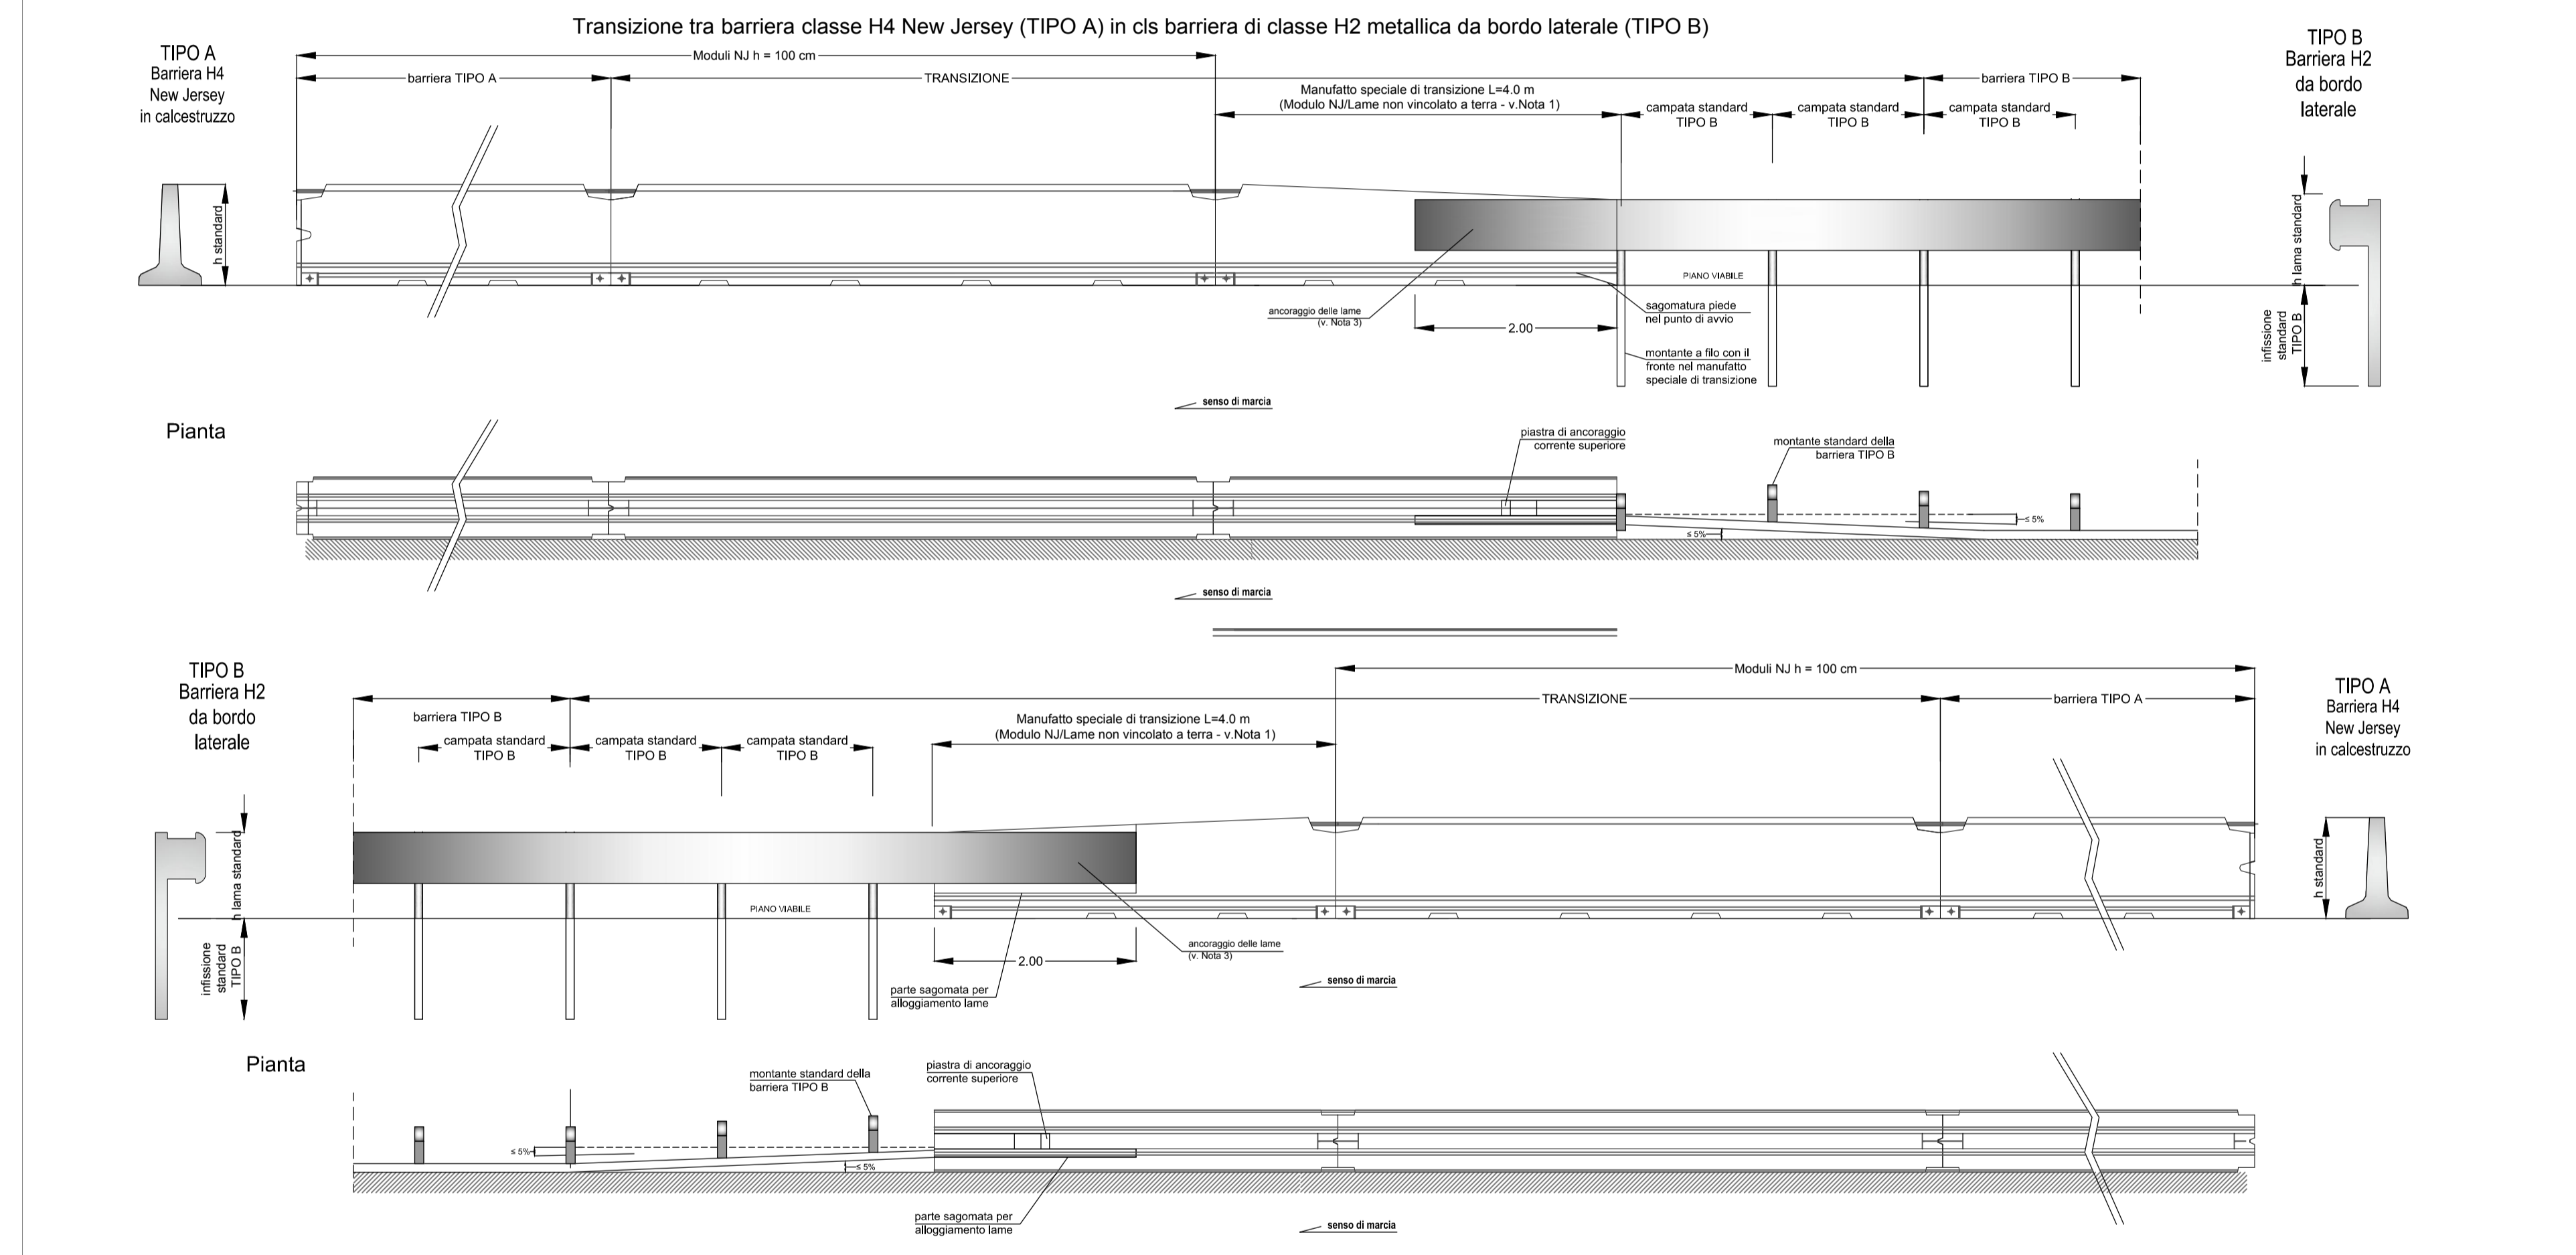 Transizione tra barriera classe H4 New Jersey (TIPO A) in cls barriera di classe H2 metallica da bordo laterale (TIPO B)
TIPO A
Barriera H4
New Jersey
in calcestruzzo
Moduli NJ h = 100 cm
barriera TIPO A
TRANSIZIONE
barriera TIPO B
Manufatto speciale di transizione L=4.0 m
(Modulo NJ/Lame non vincolato a terra - v.Nota 1)
campata standard
TIPO B
campata standard
TIPO B
campata standard
TIPO B
TIPO B
Barriera H2
da bordo
laterale
h standard
h lama standard
infissione
standard
TIPO B
PIANO VIABILE
ancoraggio delle lame
(v. Nota 3)
2.00
sagomatura piede
nel punto di avvio
montante a filo con il
fronte nel manufatto
speciale di transizione
senso di marcia
Pianta
piastra di ancoraggio
corrente superiore
montante standard della
barriera TIPO B
≤ 5%
≤ 5%
senso di marcia
TIPO B
Barriera H2
da bordo
laterale
Moduli NJ h = 100 cm
TRANSIZIONE
barriera TIPO A
barriera TIPO B
Manufatto speciale di transizione L=4.0 m
(Modulo NJ/Lame non vincolato a terra - v.Nota 1)
campata standard
TIPO B
campata standard
TIPO B
campata standard
TIPO B
TIPO A
Barriera H4
New Jersey
in calcestruzzo
h lama standard
infissione
standard
TIPO B
h standard
PIANO VIABILE
ancoraggio delle lame
(v. Nota 3)
2.00
parte sagomata per
alloggiamento lame
senso di marcia
Pianta
montante standard della
barriera TIPO B
piastra di ancoraggio
corrente superiore
≤ 5%
≤ 5%
parte sagomata per
alloggiamento lame
senso di marcia